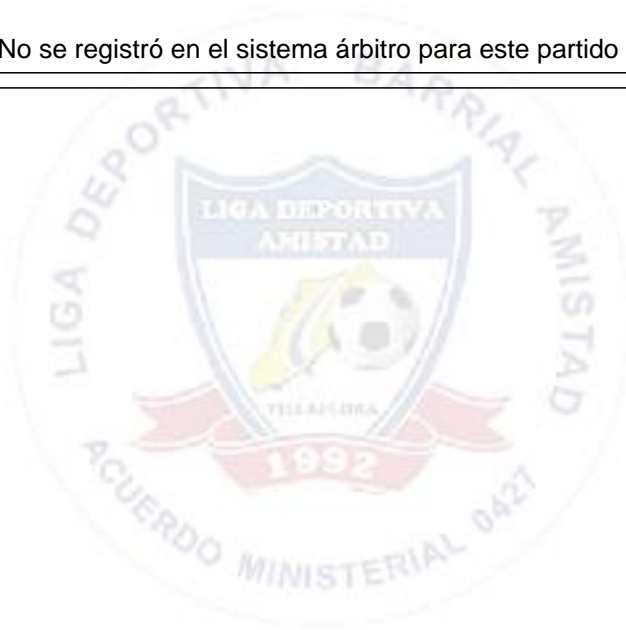 No se registró en el sistema árbitro para este partido
LIGA DEPORTIVA BARRIAL AMISTAD
LIGA DEPORTIVA
AMISTAD
VILLAFLORA
1992
ACUERDO MINISTERIAL 0427